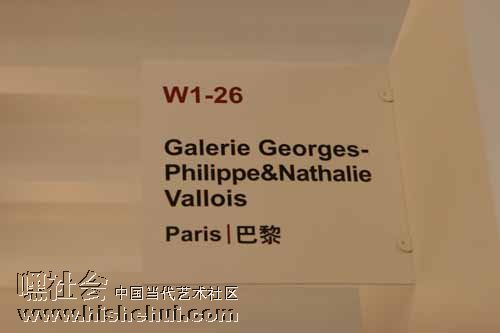 W1-26
Galerie Georges-
Philippe&Nathalie
Vallois
Paris|巴黎
嘿社会 中国当代艺术社区
www.hishehui.com